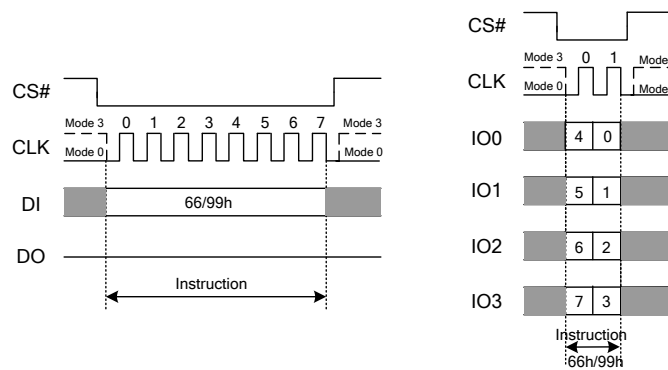 CS#
Mode 3 0 1 2 3 4 5 6 7 Mode 3
CLK
Mode 0 Mode 0
DI 66/99h
DO
Instruction
CS#
Mode 3 0 1 Mode
CLK
Mode 0 Mode
IO0 4 0
IO1 5 1
IO2 6 2
IO3 7 3
Instruction
66h/99h